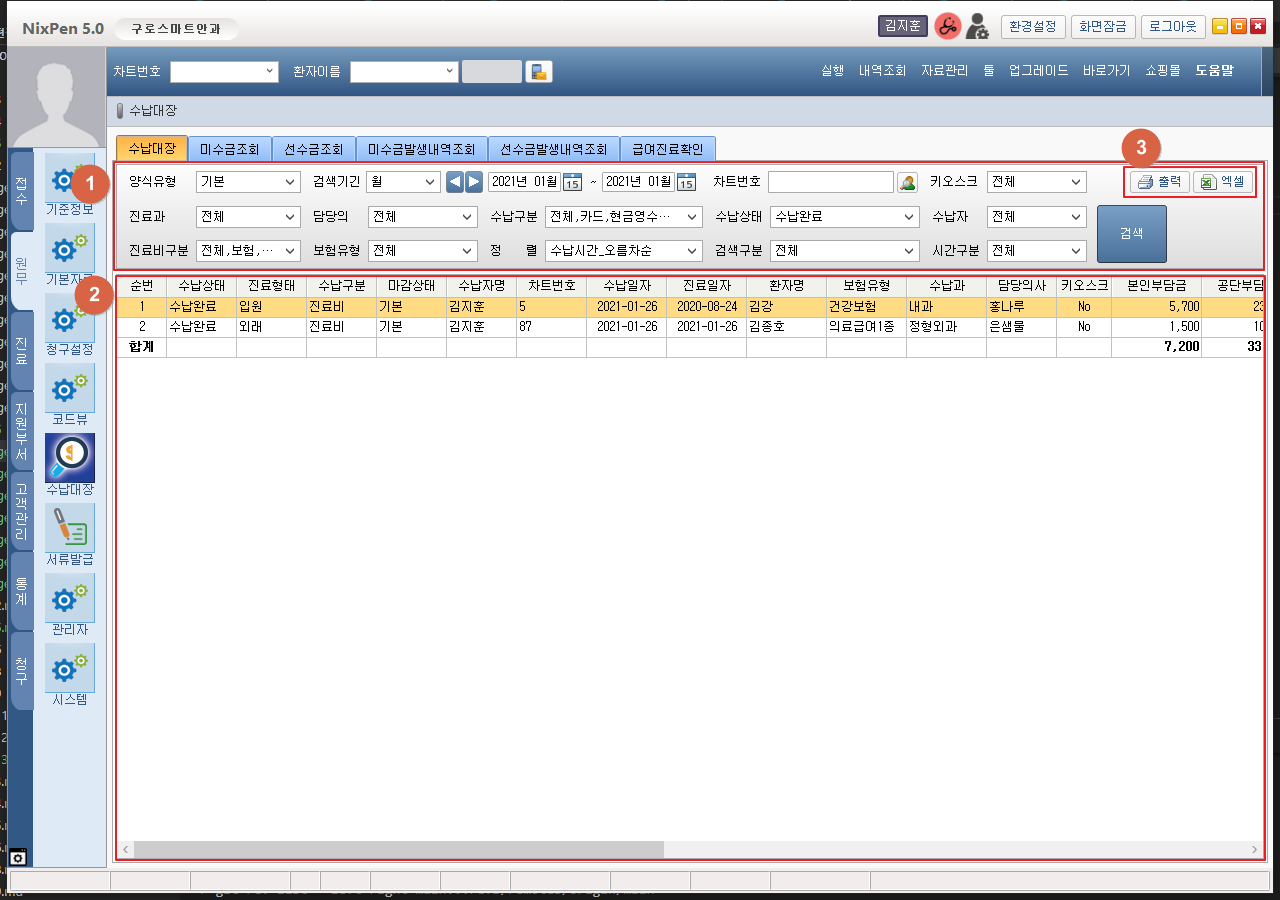 NixPen 5.0 구로스마트안과 김지훈 환경설정 화면잠금 로그아웃
차트번호 환자이름 실행 내역조회 자료관리 툴 업그레이드 바로가기 쇼핑몰 도움말
수납대장
수납대장 미수금조회 선수금조회 미수금발생내역조회 선수금발생내역조회 급여진료확인
3
1
양식유형 기본 검색기간 월 2021년 01월 15 ~ 2021년 01월 15 차트번호 키오스크 전체 출력 엑셀
진료과 전체 담당의 전체 수납구분 전체,카드,현금영수… 수납상태 수납완료 수납자 전체 검색
진료비구분 전체,보험,… 보험유형 전체 정 렬 수납시간_오름차순 검색구분 전체 시간구분 전체
2
순번 수납상태 진료형태 수납구분 마감상태 수납자명 차트번호 수납일자 진료일자 환자명 보험유형 수납과 담당의사 키오스크 본인부담금 공단부담
1 수납완료 입원 진료비 기본 김지훈 5 2021-01-26 2020-08-24 김강 건강보험 내과 홍나루 No 5,700 23
2 수납완료 외래 진료비 기본 김지훈 87 2021-01-26 2021-01-26 김종호 의료급여1종 정형외과 은샘물 No 1,500 10
합계 7,200 33
접수
원무
진료
지원부서
고객관리
통계
청구
기준정보
기본자료
청구설정
코드뷰
수납대장
서류발급
관리자
시스템